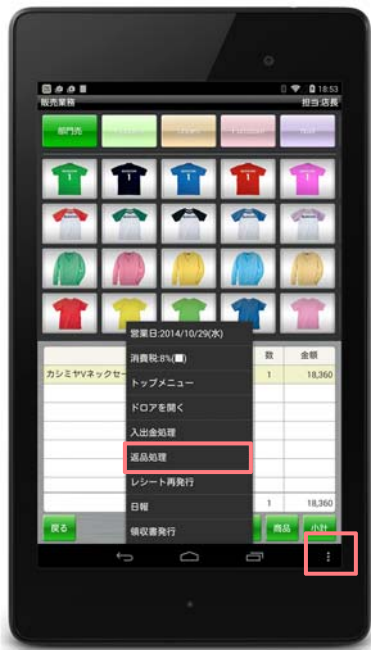 18:53
販売業務
担当:店長
部門売
営業日:2014/10/29(水)
消費税:8%(■)
トップメニュー
ドロアを開く
入出金処理
返品処理
レシート再発行
日報
領収書発行
数 金額
カシミヤVネックセー 1 18,360
1 18,360
戻る
商品
小計